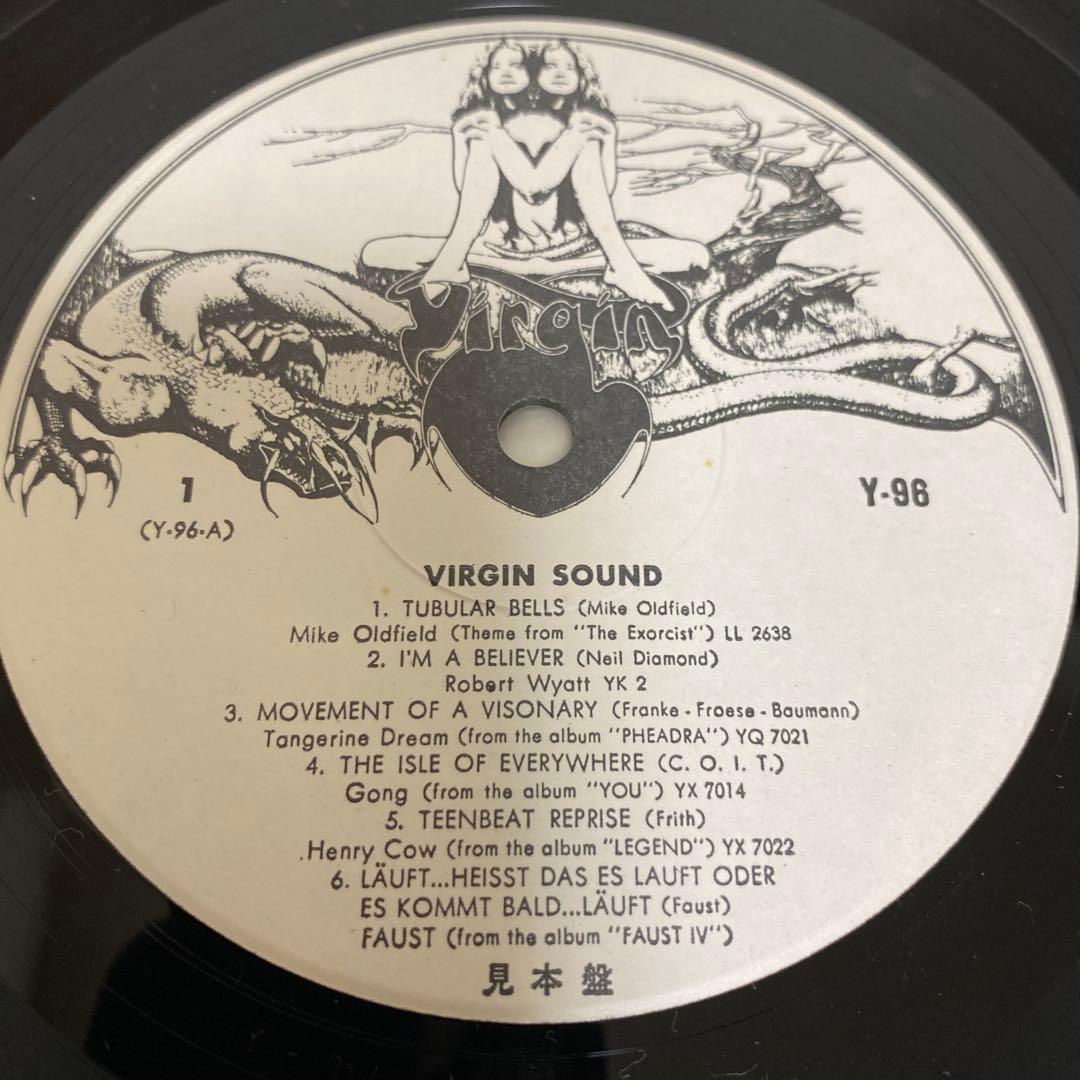 Virgin
1
Y-96
(Y-96-A)
VIRGIN SOUND
1. TUBULAR BELLS (Mike Oldfield)
Mike Oldfield (Theme from "The Exorcist") LL 2638
2. I'M A BELIEVER (Neil Diamond)
Robert Wyatt YK 2
3. MOVEMENT OF A VISONARY (Franke - Froese - Baumann)
Tangerine Dream (from the album "PHEADRA") YQ 7021
4. THE ISLE OF EVERYWHERE (C. O. I. T.)
Gong (from the album "YOU") YX 7014
5. TEENBEAT REPRISE (Frith)
Henry Cow (from the album "LEGEND") YX 7022
6. LÄUFT...HEISST DAS ES LAUFT ODER
ES KOMMT BALD...LÄUFT (Faust)
FAUST (from the album "FAUST IV")
見本盤